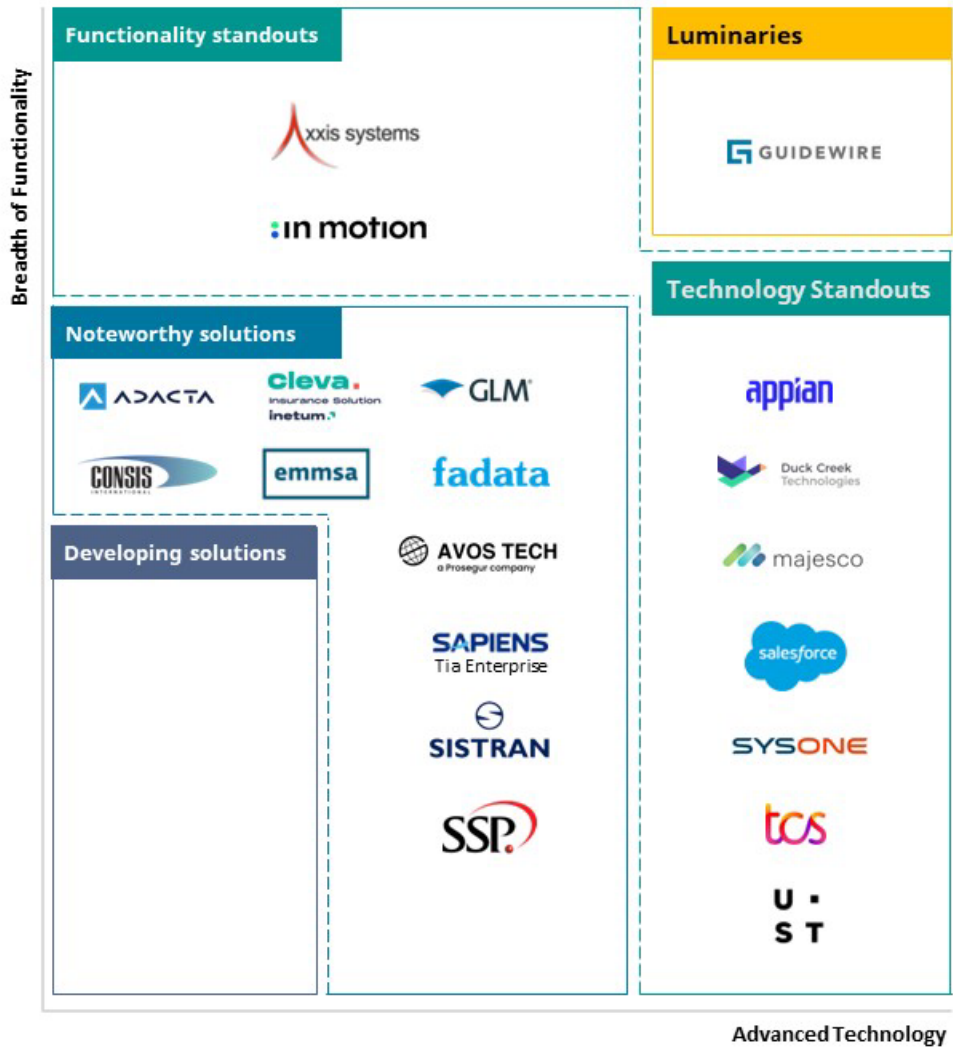 Breadth of Functionality
Functionality standouts
xxis systems
:in motion
Luminaries
GUIDEWIRE
Noteworthy solutions
ADACTA
Cleva.
Insurance Solution
inetum.
GLM®
CONSIS
INTERNATIONAL
emmsa
fadata
AVOS TECH
a Prosegur company
SAPIENS
Tia Enterprise
SISTRAN
SSP.
Developing solutions
Technology Standouts
appian
Duck Creek
Technologies
majesco
salesforce
SYSONE
tcs
U·
ST
Advanced Technology